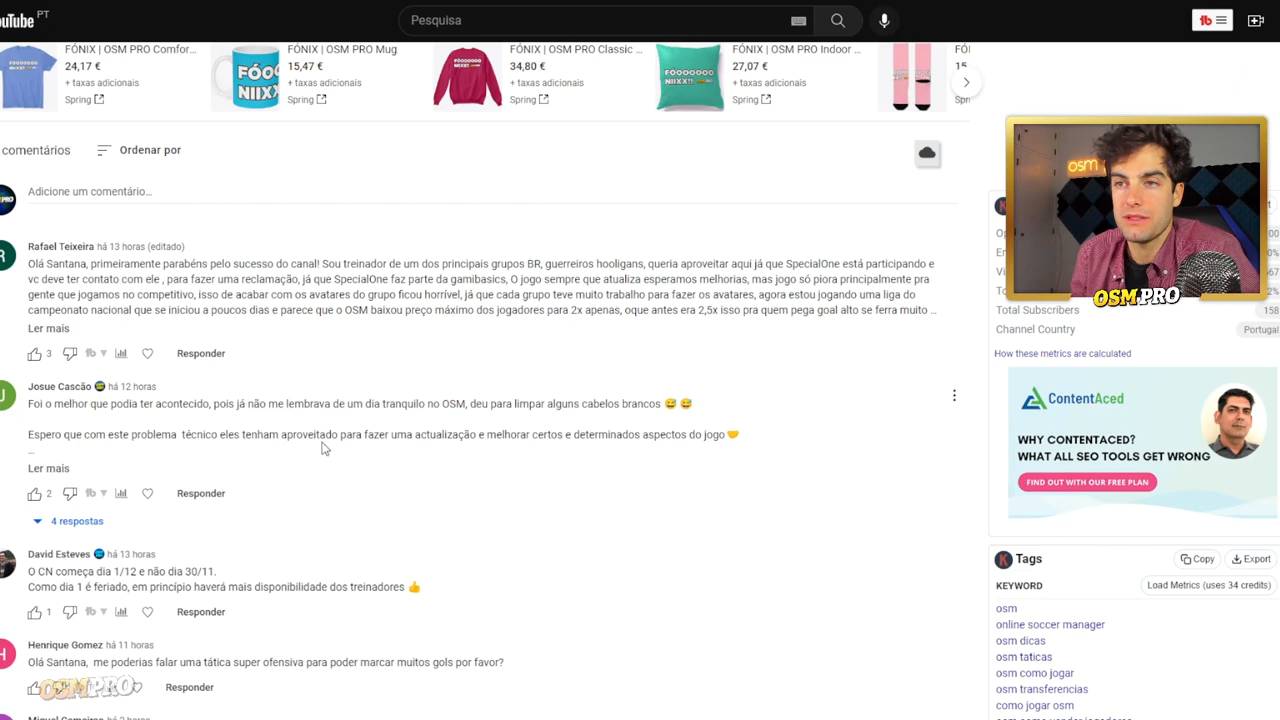 YouTube PT
Pesquisa
FÓNIX | OSM PRO Comfor...
24,17 €
+ taxas adicionais
Spring
FÓNIX | OSM PRO Mug
15,47 €
+ taxas adicionais
Spring
FÓNIX | OSM PRO Classic ...
34,80 €
+ taxas adicionais
Spring
FÓNIX | OSM PRO Indoor ...
27,07 €
+ taxas adicionais
Spring
FÓ
15
+ t
Sprin
comentários
Ordenar por
Adicione um comentário...
Rafael Teixeira há 13 horas (editado)
Olá Santana, primeiramente parabéns pelo sucesso do canal! Sou treinador de um dos principais grupos BR, guerreiros hooligans, queria aproveitar aqui já que SpecialOne está participando e
vc deve ter contato com ele , para fazer uma reclamação, já que SpecialOne faz parte da gamibasics, O jogo sempre que atualiza esperamos melhorias, mas jogo só piora principalmente pra
gente que jogamos no competitivo, isso de acabar com os avatares do grupo ficou horrível, já que cada grupo teve muito trabalho para fazer os avatares, agora estou jogando uma liga do
campeonato nacional que se iniciou a poucos dias e parece que o OSM baixou preço máximo dos jogadores para 2x apenas, oque antes era 2,5x isso pra quem pega goal alto se ferra muito ...
Ler mais
3
Responder
Josue Cascão há 12 horas
Foi o melhor que podia ter acontecido, pois já não me lembrava de um dia tranquilo no OSM, deu para limpar alguns cabelos brancos 😅 😅
Espero que com este problema técnico eles tenham aproveitado para fazer uma actualização e melhorar certos e determinados aspectos do jogo 🤝
...
Ler mais
2
Responder
4 respostas
David Esteves há 13 horas
O CN começa dia 1/12 e não dia 30/11.
Como dia 1 é feriado, em princípio haverá mais disponibilidade dos treinadores 👍
1
Responder
Henrique Gomez há 11 horas
Olá Santana, me poderias falar uma tática super ofensiva para poder marcar muitos gols por favor?
OSM PRO
Responder
osm
OSM.PRO
Total Subscribers
158
Channel Country
Portugal
How these metrics are calculated
ContentAced
WHY CONTENTACED?
WHAT ALL SEO TOOLS GET WRONG
FIND OUT WITH OUR FREE PLAN
Tags
Copy
Export
KEYWORD
Load Metrics (uses 34 credits)
osm
online soccer manager
osm dicas
osm taticas
osm como jogar
osm transferencias
como jogar osm